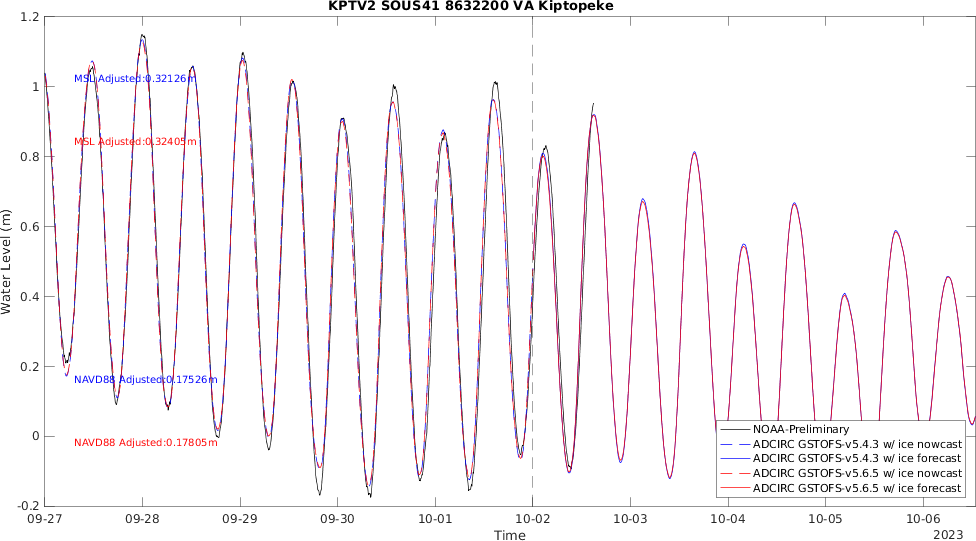 KPTV2 SOUS41 8632200 VA Kiptopeke
1.2
1
0.8
0.6
0.4
0.2
0
-0.2
Water Level (m)
MSL Adjusted:0.32126m
MSL Adjusted:0.32405m
NAVD88 Adjusted:0.17526m
NAVD88 Adjusted:0.17805m
NOAA-Preliminary
ADCIRC GSTOFS-v5.4.3 w/ ice nowcast
ADCIRC GSTOFS-v5.4.3 w/ ice forecast
ADCIRC GSTOFS-v5.6.5 w/ ice nowcast
ADCIRC GSTOFS-v5.6.5 w/ ice forecast
09-27 09-28 09-29 09-30 10-01 10-02 10-03 10-04 10-05 10-06
Time
2023